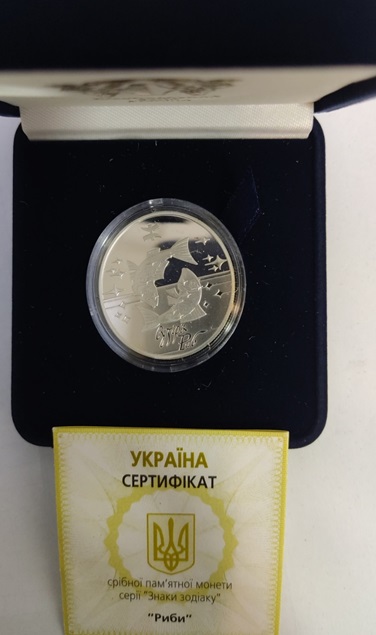 УКРАЇНА
СЕРТИФІКАТ
срібної пам'ятної монети
серії "Знаки зодіаку"
"Риби"